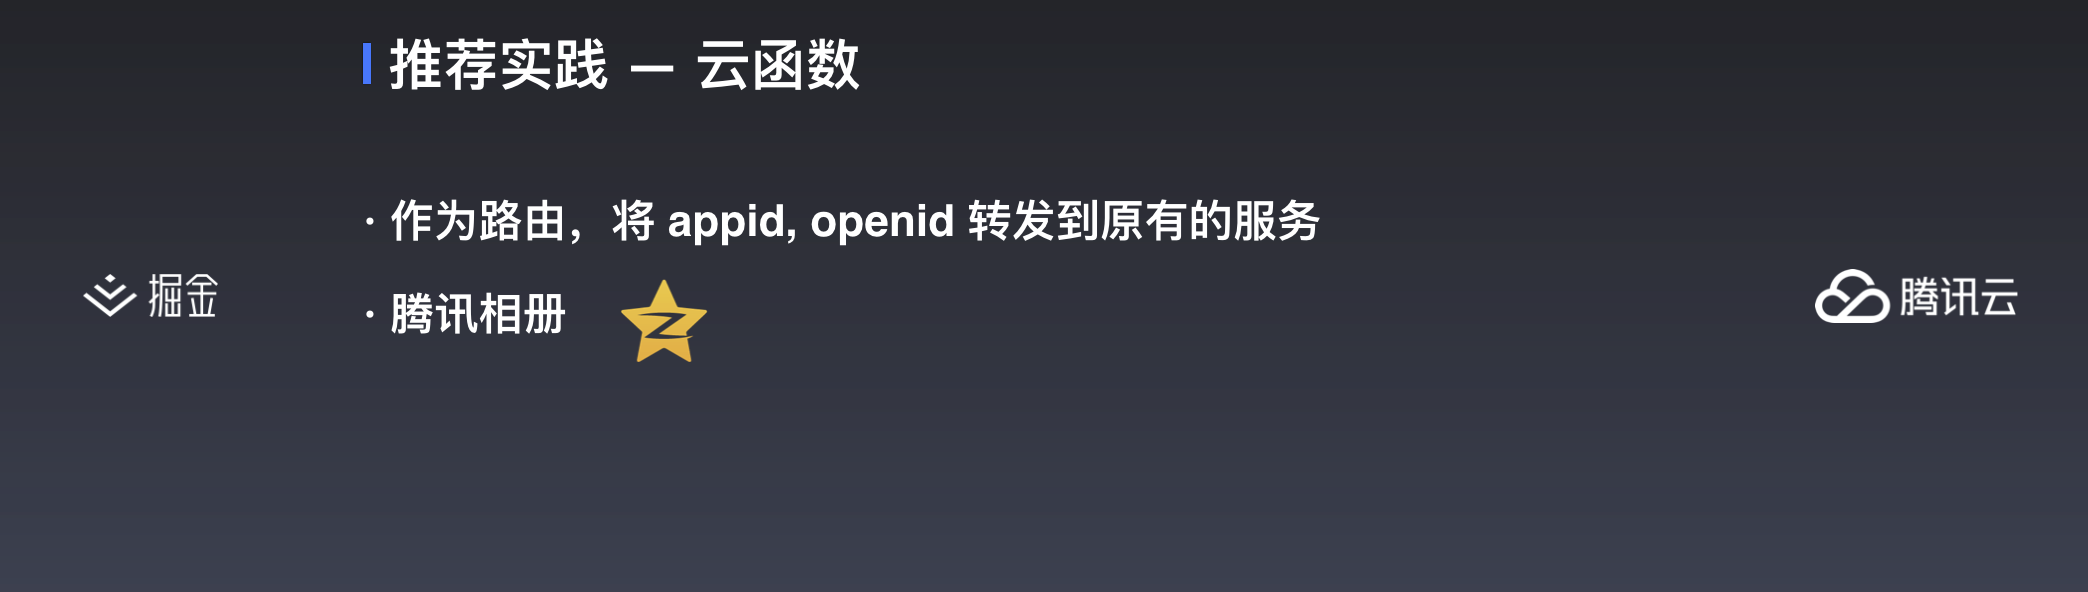 推荐实践 — 云函数
· 作为路由，将 appid, openid 转发到原有的服务
· 腾讯相册
掘金
腾讯云